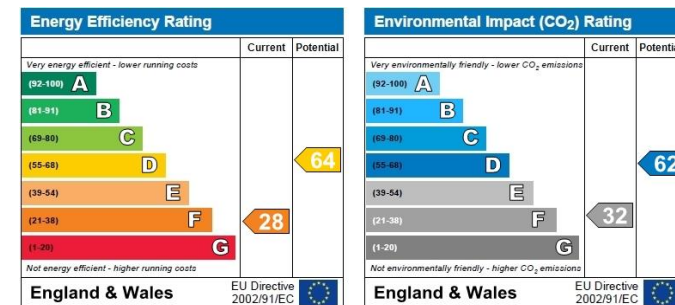 Energy Efficiency Rating
Current Potential
Very energy efficient - lower running costs
(92-100) A
(81-91) B
(69-80) C
(55-68) D
64
(39-54) E
(21-38) F
28
(1-20) G
Not energy efficient - higher running costs
England & Wales
EU Directive
2002/91/EC
Environmental Impact (CO2) Rating
Current Potentia
Very environmentally friendly - lower CO2 emissions
(92-100) A
(81-91) B
(69-80) C
(55-68) D
62
(39-54) E
(21-38) F
32
(1-20) G
Not environmentally friendly - higher CO2 emissions
England & Wales
EU Directive
2002/91/EC